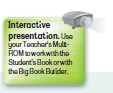 Interactive
presentation. Use
your Teacher's Multi-
ROM to work with the
Student's Book or with
the Big Book Builder.